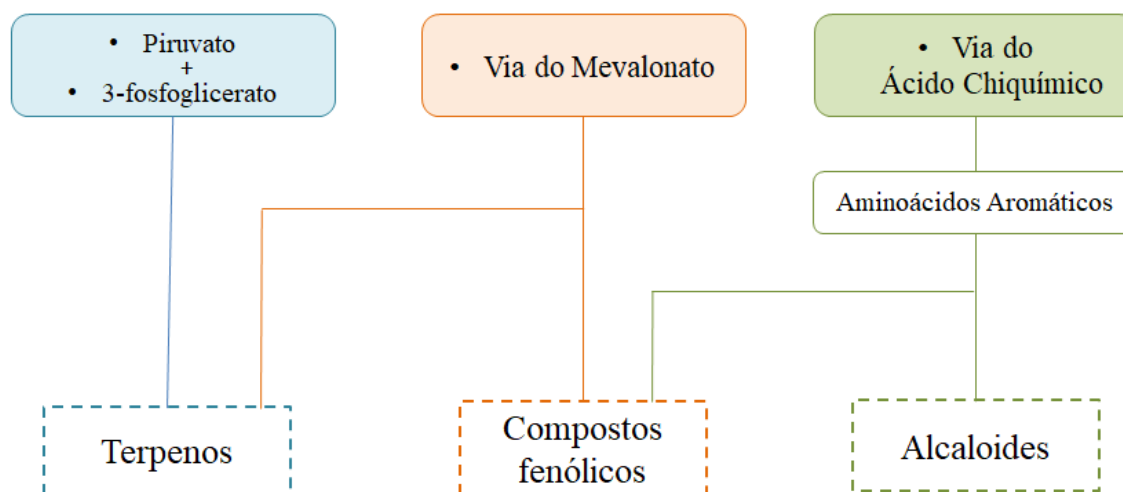 • Piruvato
+
• 3-fosfoglicerato
• Via do Mevalonato
• Via do
Ácido Chiquímico
Aminoácidos Aromáticos
Terpenos
Compostos
fenólicos
Alcaloides